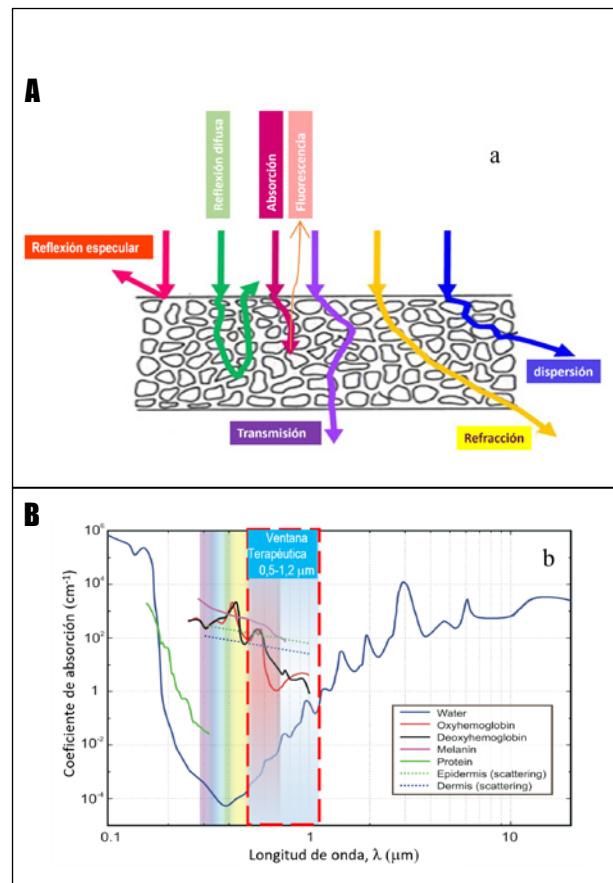 A
Reflexión difusa
Absorción
Fluorescencia
a
Reflexión especular
dispersión
Transmisión
Refracción
B
Ventana
Terapéutica
0,5-1,2 µm
b
Coeficiente de absorción (cm⁻¹)
10⁶
10⁴
10²
1
10⁻²
10⁻⁴
Water
Oxyhemoglobin
Deoxyhemoglobin
Melanin
Protein
Epidermis (scattering)
Dermis (scattering)
0.1
1
10
Longitud de onda, λ (µm)